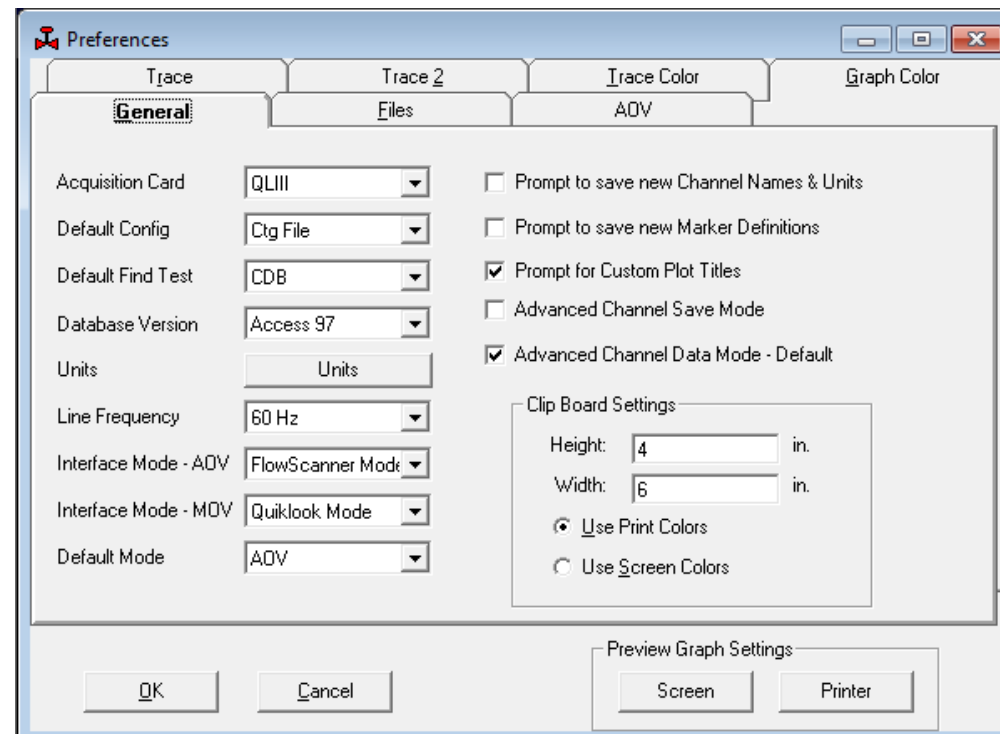 Preferences
Trace
Trace 2
Trace Color
Graph Color
General
Files
AOV
Acquisition Card
QLIII
Default Config
Ctg File
Default Find Test
CDB
Database Version
Access 97
Units
Units
Line Frequency
60 Hz
Interface Mode - AOV
FlowScanner Mode
Interface Mode - MOV
Quiklook Mode
Default Mode
AOV
Prompt to save new Channel Names & Units
Prompt to save new Marker Definitions
Prompt for Custom Plot Titles
Advanced Channel Save Mode
Advanced Channel Data Mode - Default
Clip Board Settings
Height:
4
in.
Width:
6
in.
Use Print Colors
Use Screen Colors
OK
Cancel
Preview Graph Settings
Screen
Printer